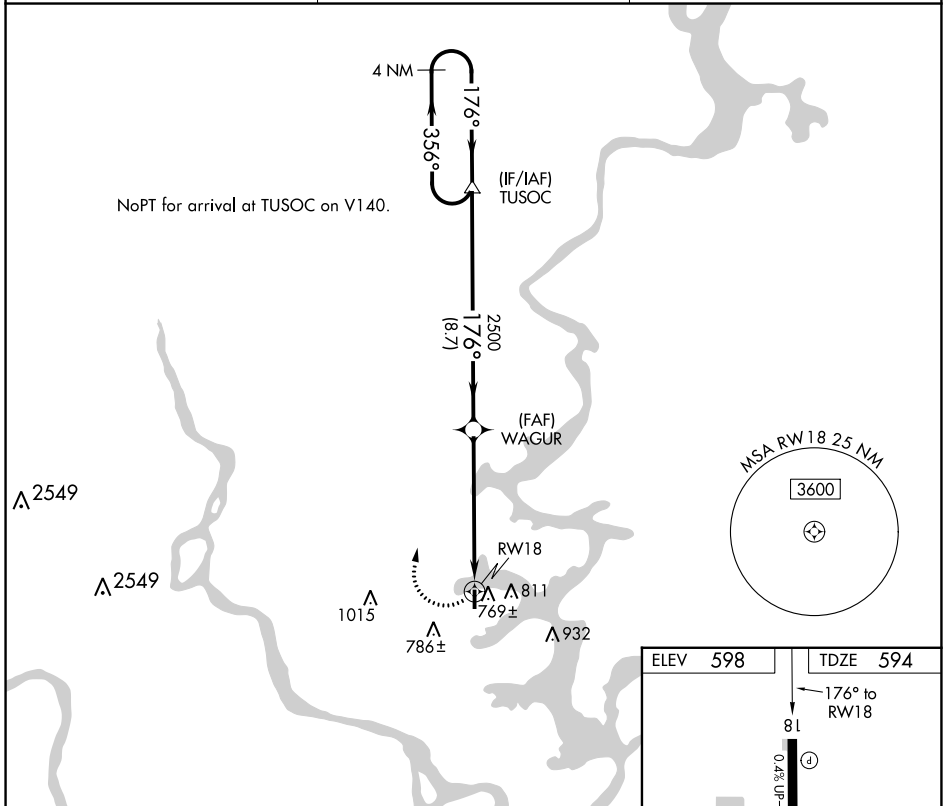 4 NM
176°
356°
(IF/IAF)
TUSOC
NoPT for arrival at TUSOC on V140.
2500
176°
(8.7)
(FAF)
WAGUR
MSA RW18 25 NM
3600
2549
2549
RW18
811
769±
1015
786±
932
ELEV 598
TDZE 594
176° to
RW18
18
P
0.4% UP